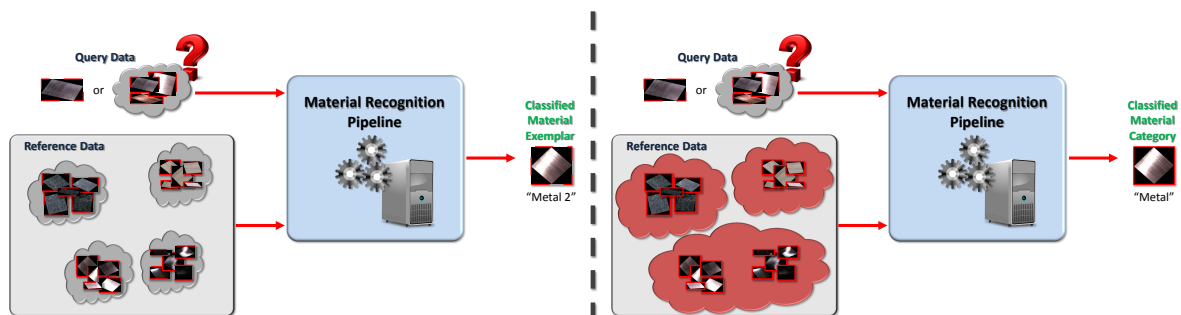 Query Data
or
Material Recognition
Pipeline
Classified
Material
Exemplar
Reference Data
"Metal 2"
Query Data
or
Material Recognition
Pipeline
Classified
Material
Category
Reference Data
"Metal"